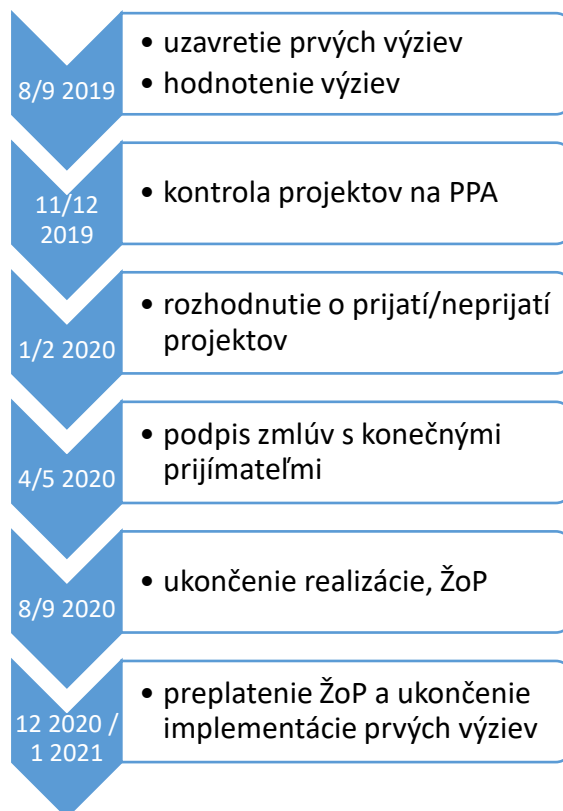 8/9 2019
• uzavretie prvých výziev
• hodnotenie výziev
11/12
2019
• kontrola projektov na PPA
1/2 2020
• rozhodnutie o prijatí/neprijatí
projektov
4/5 2020
• podpis zmlúv s konečnými
prijímateľmi
8/9 2020
• ukončenie realizácie, ŽoP
12 2020 /
1 2021
• preplatenie ŽoP a ukončenie
implementácie prvých výziev